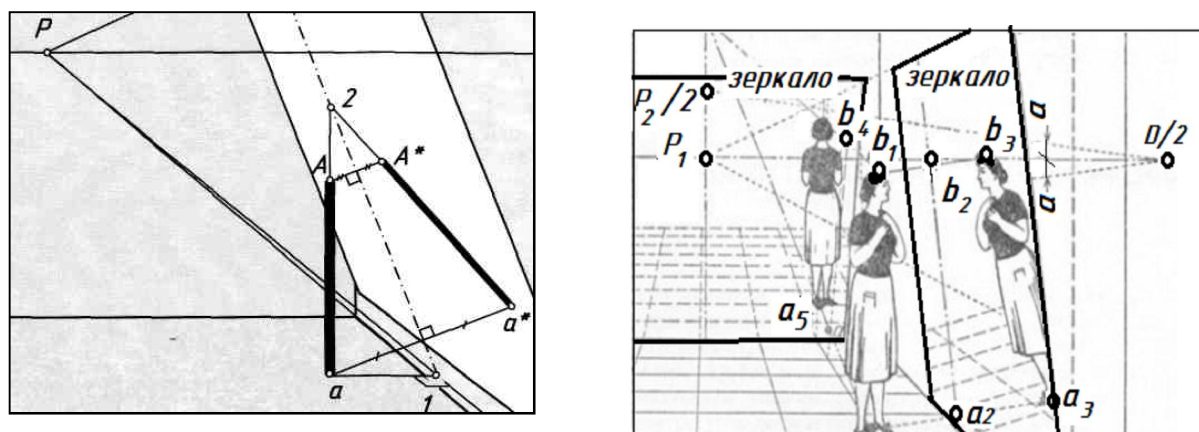 P
2
A
A*
a*
a
1
зеркало
зеркало
P₂/2
b₄
P₁
b₁
b₃
a
D/2
b₂
a
a₅
a₂
a₃